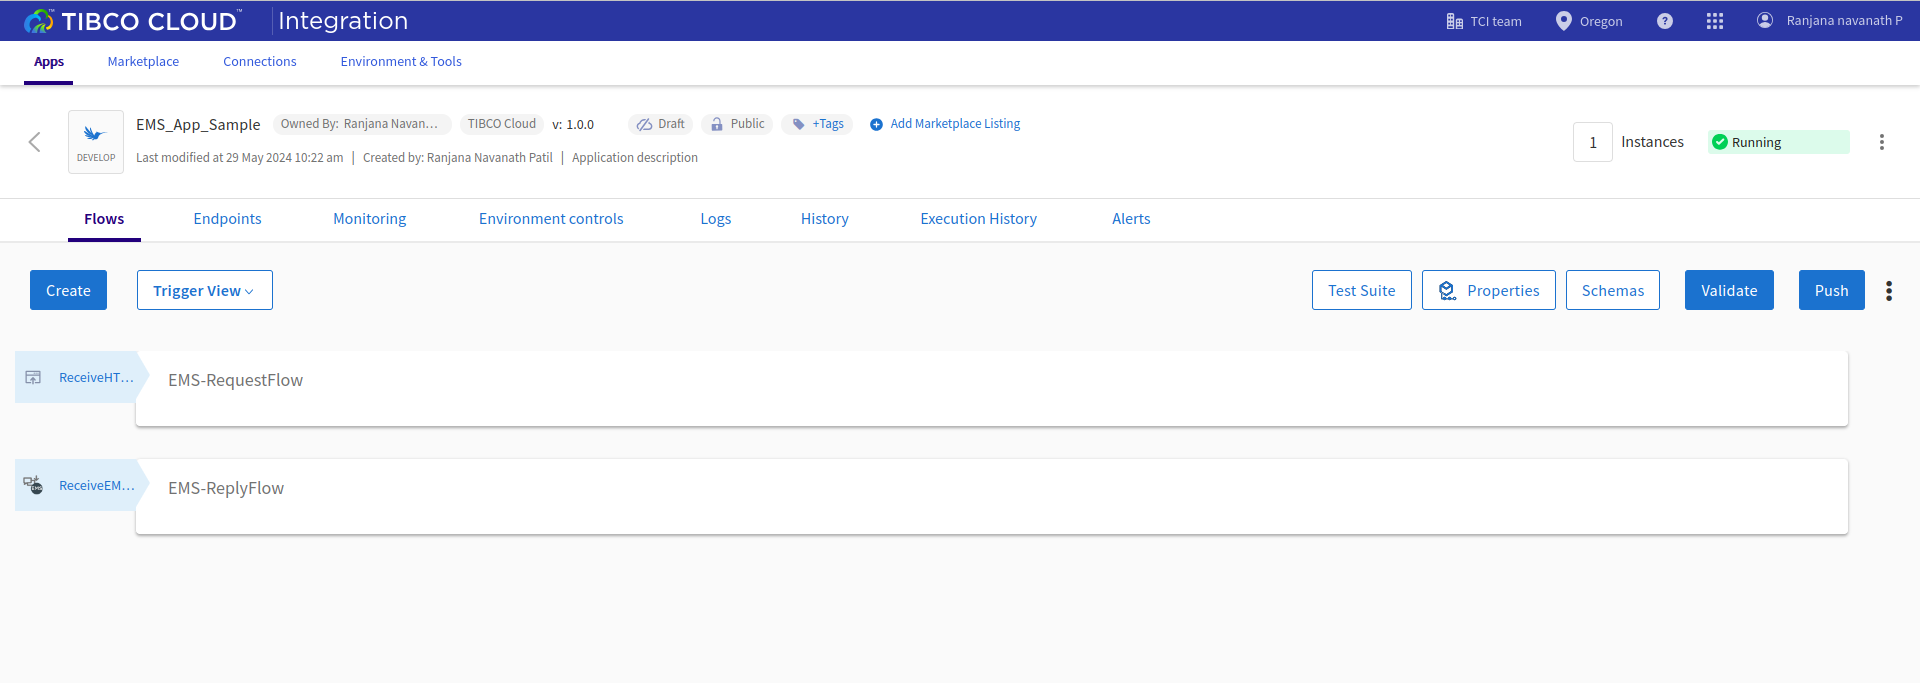 TIBCO CLOUD™ Integration TCI team Oregon ? Ranjana navanath P
Apps Marketplace Connections Environment & Tools
EMS_App_Sample Owned By: Ranjana Navan... TIBCO Cloud v: 1.0.0 Draft Public +Tags Add Marketplace Listing
DEVELOP
Last modified at 29 May 2024 10:22 am | Created by: Ranjana Navanath Patil | Application description
1 Instances Running
Flows Endpoints Monitoring Environment controls Logs History Execution History Alerts
Create Trigger View Test Suite Properties Schemas Validate Push
ReceiveHT... EMS-RequestFlow
ReceiveEM... EMS-ReplyFlow